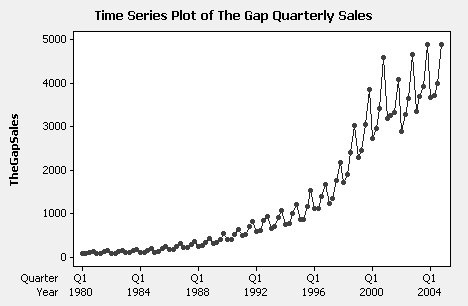 Time Series Plot of The Gap Quarterly Sales
5000
4000
3000
2000
1000
0
TheGapSales
Quarter Q1 Q1 Q1 Q1 Q1 Q1 Q1
Year 1980 1984 1988 1992 1996 2000 2004